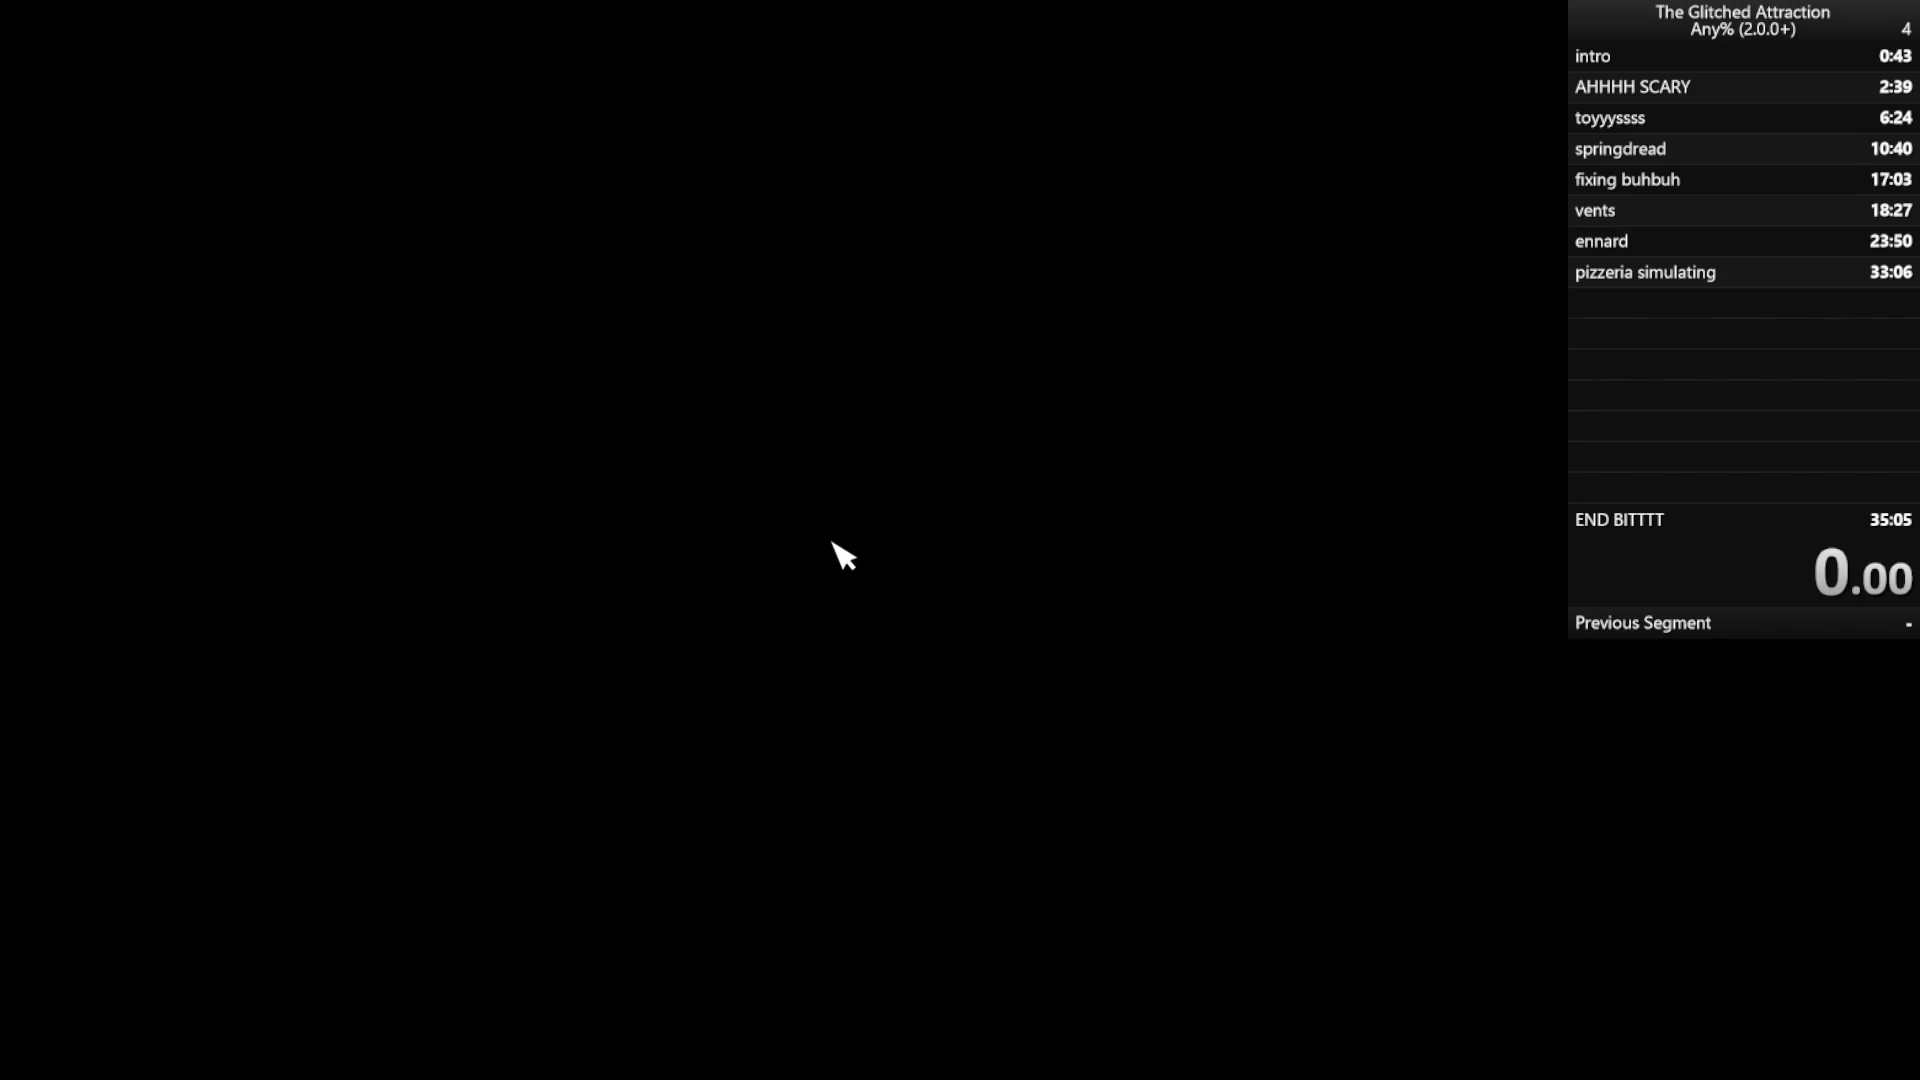 The Glitched Attraction
Any% (2.0.0+) 4
intro 0:43
AHHHH SCARY 2:39
toyyyssss 6:24
springdread 10:40
fixing buhbuh 17:03
vents 18:27
ennard 23:50
pizzeria simulating 33:06
END BITTTT 35:05
0.00
Previous Segment -